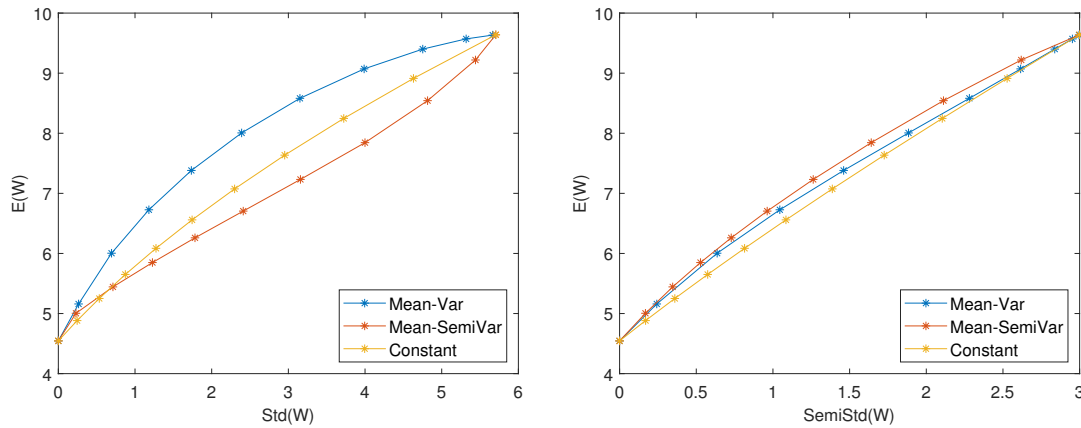 10
9
8
7
6
5
4
E(W)
0 1 2 3 4 5 6
Std(W)
Mean-Var
Mean-SemiVar
Constant
10
9
8
7
6
5
4
E(W)
0 0.5 1 1.5 2 2.5 3
SemiStd(W)
Mean-Var
Mean-SemiVar
Constant